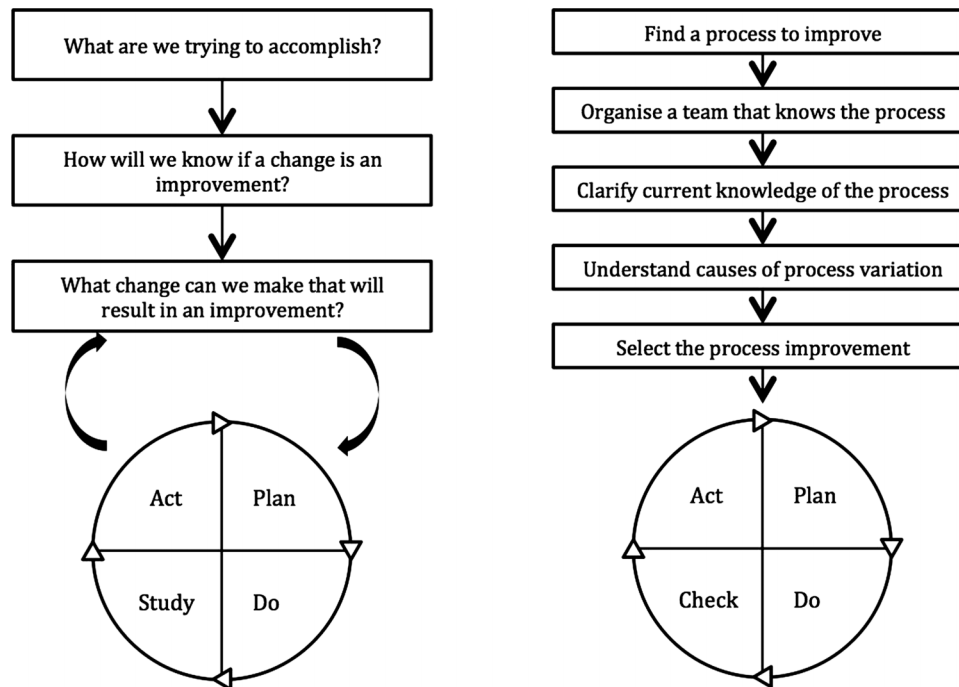 What are we trying to accomplish?
How will we know if a change is an
improvement?
What change can we make that will
result in an improvement?
Act
Plan
Study
Do
Find a process to improve
Organise a team that knows the process
Clarify current knowledge of the process
Understand causes of process variation
Select the process improvement
Act
Plan
Check
Do